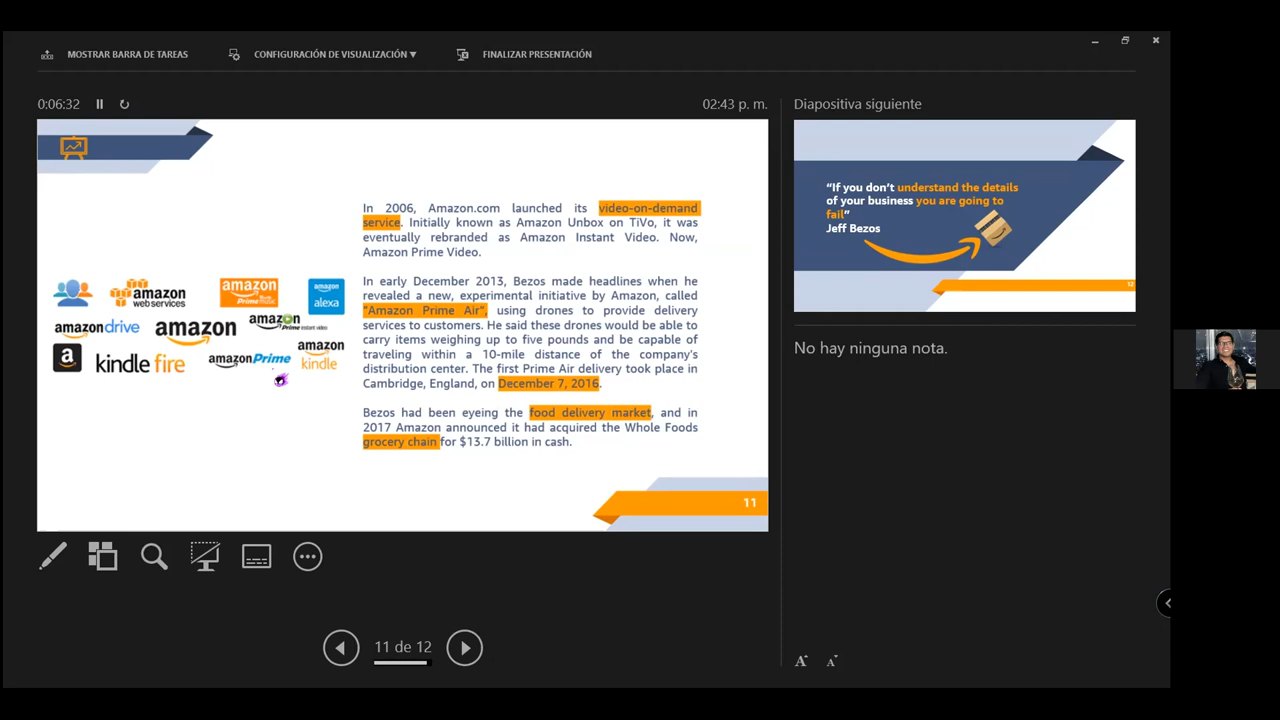 MOSTRAR BARRA DE TAREAS
CONFIGURACIÓN DE VISUALIZACIÓN ▼
FINALIZAR PRESENTACIÓN
0:06:32
02:43 p. m.
In 2006, Amazon.com launched its video-on-demand
service. Initially known as Amazon Unbox on TiVo, it was
eventually rebranded as Amazon Instant Video. Now,
Amazon Prime Video.
In early December 2013, Bezos made headlines when he
revealed a new, experimental initiative by Amazon, called
“Amazon Prime Air”, using drones to provide delivery
services to customers. He said these drones would be able to
carry items weighing up to five pounds and be capable of
traveling within a 10-mile distance of the company's
distribution center. The first Prime Air delivery took place in
Cambridge, England, on December 7, 2016.
Bezos had been eyeing the food delivery market, and in
2017 Amazon announced it had acquired the Whole Foods
grocery chain for $13.7 billion in cash.
amazon
web services
amazon
Prime music
amazon
alexa
amazon drive
amazon
amazon
Prime instant video
a
kindle fire
amazonPrime
amazon
kindle
11
11 de 12
Diapositiva siguiente
“If you don’t understand the details
of your business you are going to
fail”
Jeff Bezos
12
No hay ninguna nota.
A A